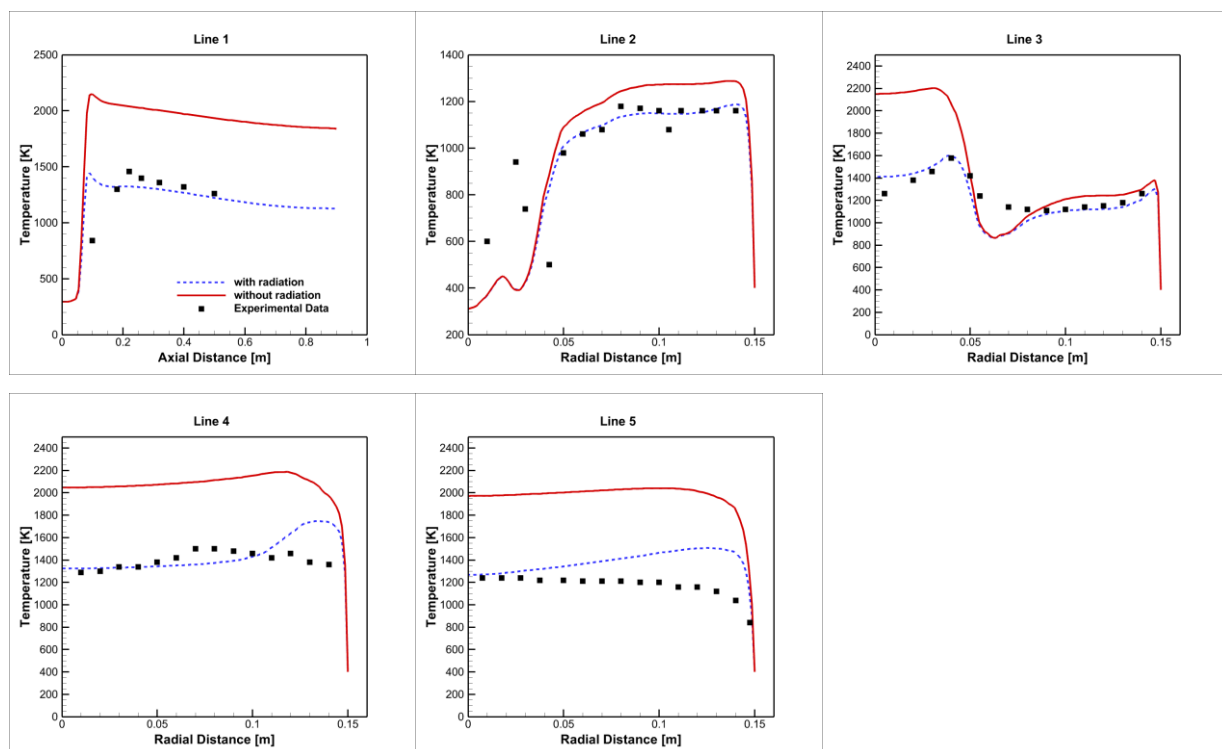 Line 1
2500
2000
1500
1000
500
0
Temperature [K]
with radiation
without radiation
Experimental Data
0 0.2 0.4 0.6 0.8 1
Axial Distance [m]
Line 2
1400
1200
1000
800
600
400
200
Temperature [K]
0 0.05 0.1 0.15
Radial Distance [m]
Line 3
2400
2200
2000
1800
1600
1400
1200
1000
800
600
400
200
0
Temperature [K]
0 0.05 0.1 0.15
Radial Distance [m]
Line 4
2400
2200
2000
1800
1600
1400
1200
1000
800
600
400
200
0
Temperature [K]
0 0.05 0.1 0.15
Radial Distance [m]
Line 5
2400
2200
2000
1800
1600
1400
1200
1000
800
600
400
200
0
Temperature [K]
0 0.05 0.1 0.15
Radial Distance [m]